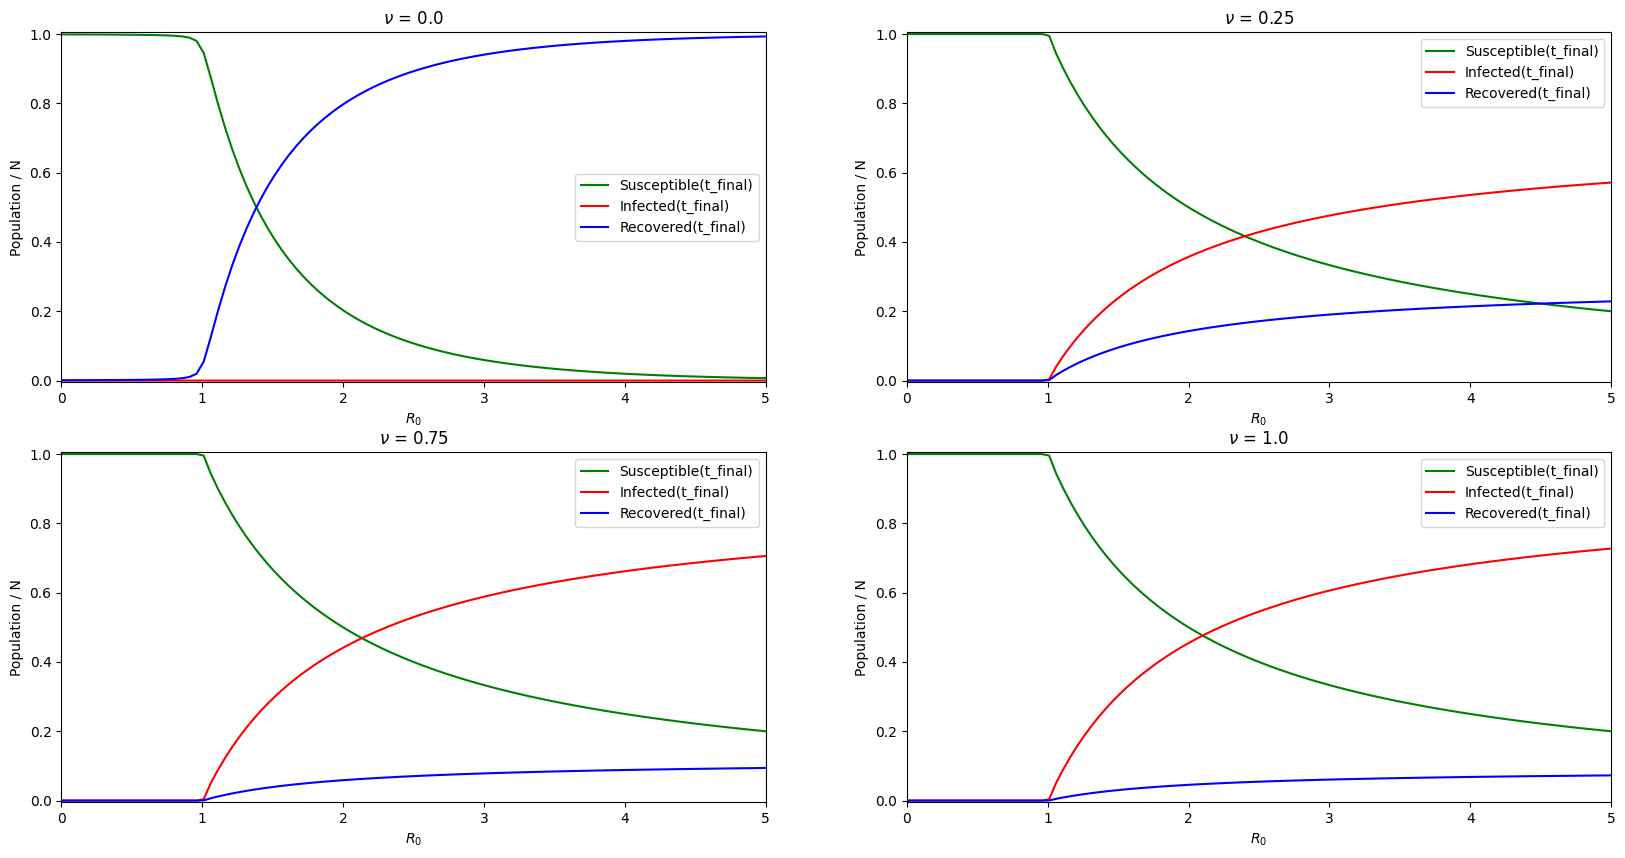 ν = 0.0
1.0
0.8
0.6
0.4
0.2
0.0
Population / N
Susceptible(t_final)
Infected(t_final)
Recovered(t_final)
0 1 2 3 4 5
R0
ν = 0.25
1.0
0.8
0.6
0.4
0.2
0.0
Population / N
Susceptible(t_final)
Infected(t_final)
Recovered(t_final)
0 1 2 3 4 5
R0
ν = 0.75
1.0
0.8
0.6
0.4
0.2
0.0
Population / N
Susceptible(t_final)
Infected(t_final)
Recovered(t_final)
0 1 2 3 4 5
R0
ν = 1.0
1.0
0.8
0.6
0.4
0.2
0.0
Population / N
Susceptible(t_final)
Infected(t_final)
Recovered(t_final)
0 1 2 3 4 5
R0